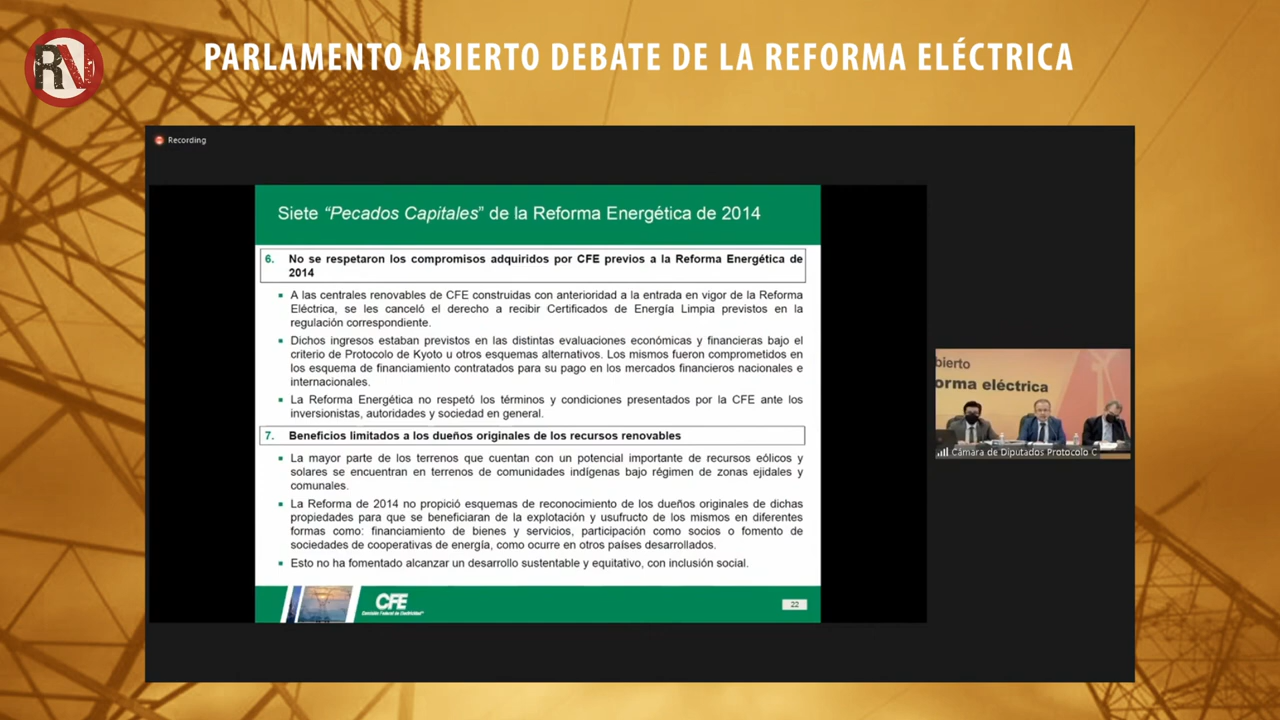 RN
PARLAMENTO ABIERTO DEBATE DE LA REFORMA ELÉCTRICA
Recording
Siete “Pecados Capitales” de la Reforma Energética de 2014
6. No se respetaron los compromisos adquiridos por CFE previos a la Reforma Energética de
2014
▪ A las centrales renovables de CFE construidas con anterioridad a la entrada en vigor de la Reforma
Eléctrica, se les canceló el derecho a recibir Certificados de Energía Limpia previstos en la
regulación correspondiente.
▪ Dichos ingresos estaban previstos en las distintas evaluaciones económicas y financieras bajo el
criterio de Protocolo de Kyoto u otros esquemas alternativos. Los mismos fueron comprometidos en
los esquema de financiamiento contratados para su pago en los mercados financieros nacionales e
internacionales.
▪ La Reforma Energética no respetó los términos y condiciones presentados por la CFE ante los
inversionistas, autoridades y sociedad en general.
7. Beneficios limitados a los dueños originales de los recursos renovables
▪ La mayor parte de los terrenos que cuentan con un potencial importante de recursos eólicos y
solares se encuentran en terrenos de comunidades indígenas bajo régimen de zonas ejidales y
comunales.
▪ La Reforma de 2014 no propició esquemas de reconocimiento de los dueños originales de dichas
propiedades para que se beneficiaran de la explotación y usufructo de los mismos en diferentes
formas como: financiamiento de bienes y servicios, participación como socios o fomento de
sociedades de cooperativas de energía, como ocurre en otros países desarrollados.
▪ Esto no ha fomentado alcanzar un desarrollo sustentable y equitativo, con inclusión social.
CFE
Comisión Federal de Electricidad
22
bierto
orma eléctrica
Cámara de Diputados Protocolo C